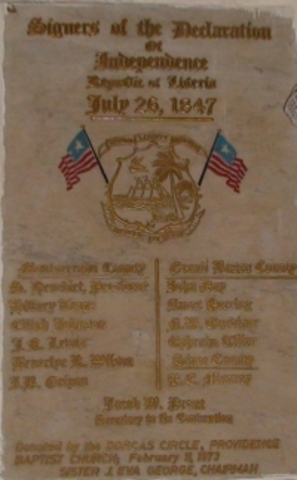 Signers of the Declaration
Of
Independence
Republic of Liberia
July 26, 1847
Montserrado County
Grand Bassa County
S. Benedict, President
John Day
Hilary Teage
Amos Herring
Elijah Johnson
A. W. Gardner
J. N. Lewis
Ephraim Titler
Beverley R. Wilson
Sinoe County
J. B. Gripon
R. E. Murray
Jacob W. Prout
Secretary to the Convention
Donated by the DORCAS CIRCLE, PROVIDENCE
BAPTIST CHURCH, February 11, 1973
SISTER J. EVA GEORGE, CHAIRMAN